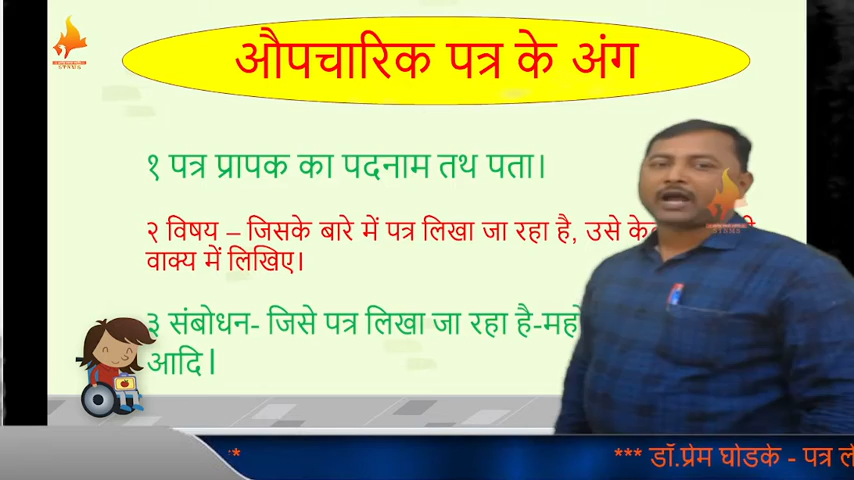 औपचारिक पत्र के अंग
१ पत्र प्रापक का पदनाम तथ पता।
२ विषय – जिसके बारे में पत्र लिखा जा रहा है, उसे
वाक्य में लिखिए।
३ संबोधन- जिसे पत्र लिखा जा रहा है-
आदि|
*** *** डॉ.प्रेम घोडके - पत्र